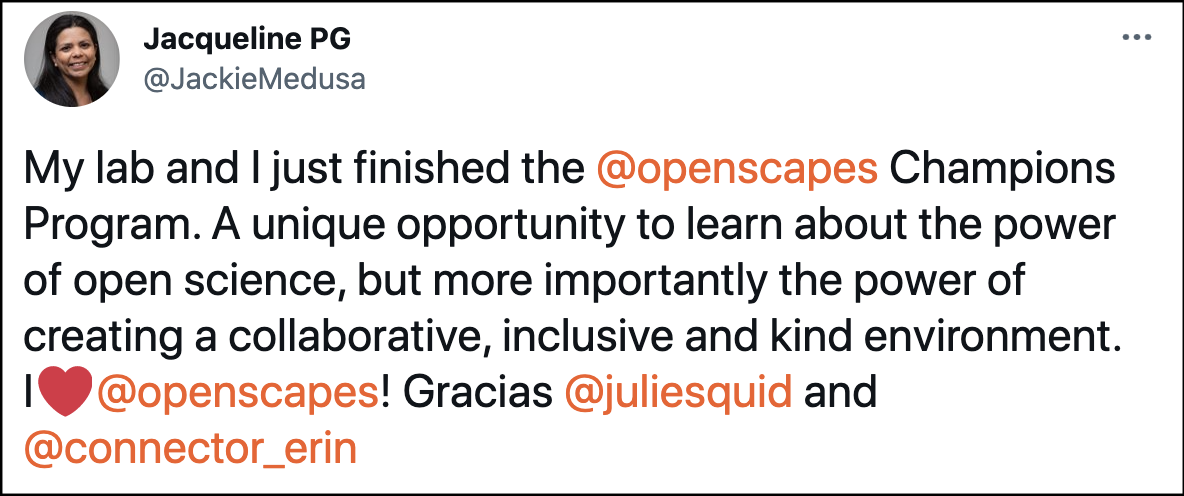 Jacqueline PG
@JackieMedusa
My lab and I just finished the @openscapes Champions
Program. A unique opportunity to learn about the power
of open science, but more importantly the power of
creating a collaborative, inclusive and kind environment.
I❤️@openscapes! Gracias @juliesquid and
@connector_erin